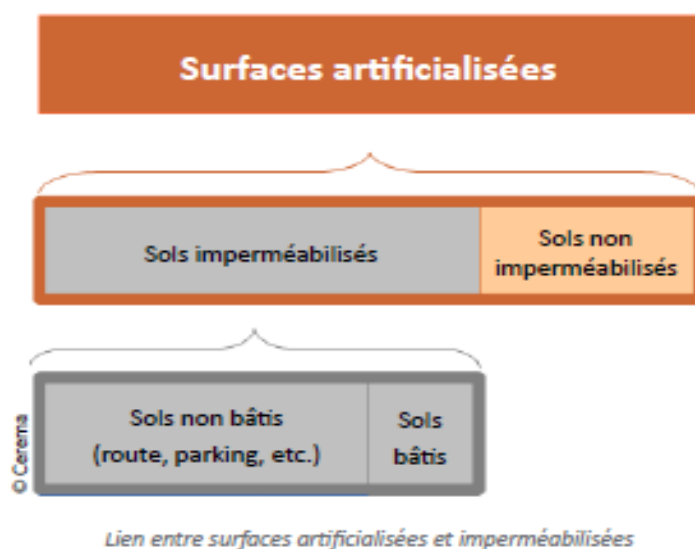 Surfaces artificialisées
Sols imperméabilisés
Sols non
imperméabilisés
Sols non bâtis
(route, parking, etc.)
Sols
bâtis
© Cerema
Lien entre surfaces artificialisées et imperméabilisées